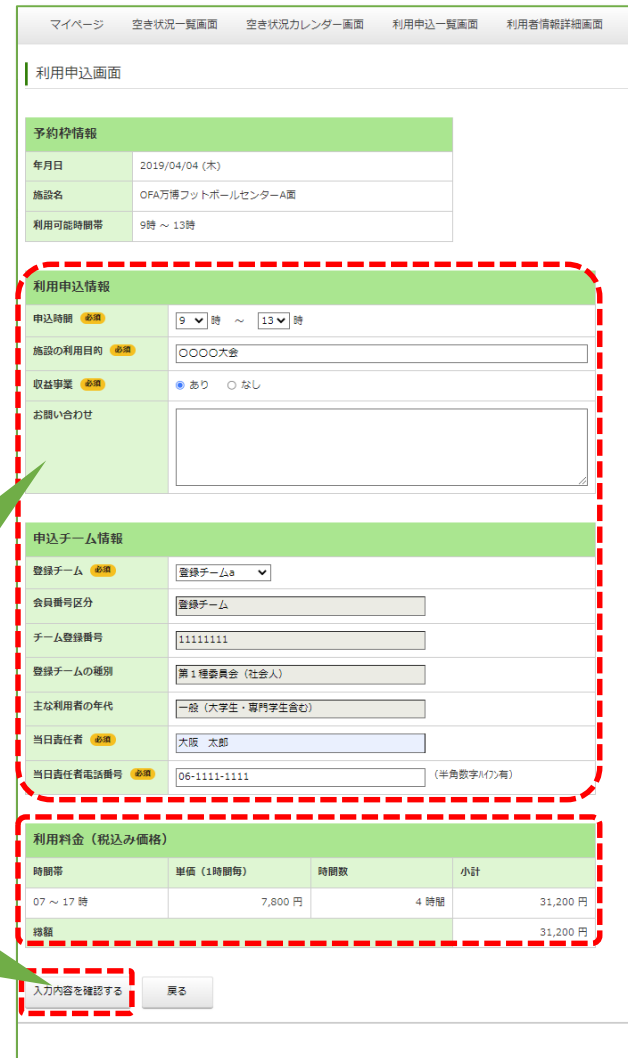 マイページ 空き状況一覧画面 空き状況カレンダー画面 利用申込一覧画面 利用者情報詳細画面
利用申込画面
予約枠情報
年月日 2019/04/04 (木)
施設名 OFA万博フットボールセンターA面
利用可能時間帯 9時 ～ 13時
利用申込情報
申込時間 必須 9 時 ～ 13 時
施設の利用目的 必須 〇〇〇〇大会
収益事業 必須 あり なし
お問い合わせ
申込チーム情報
登録チーム 必須 登録チームa
会員番号区分 登録チーム
チーム登録番号 11111111
登録チームの種別 第１種委員会（社会人）
主な利用者の年代 一般（大学生・専門学生含む）
当日責任者 必須 大阪 太郎
当日責任者電話番号 必須 06-1111-1111 (半角数字ﾊｲﾌﾝ有)
利用料金（税込み価格）
時間帯 単価（1時間毎） 時間数 小計
07 ～ 17 時 7,800 円 4 時間 31,200 円
総額 31,200 円
入力内容を確認する 戻る